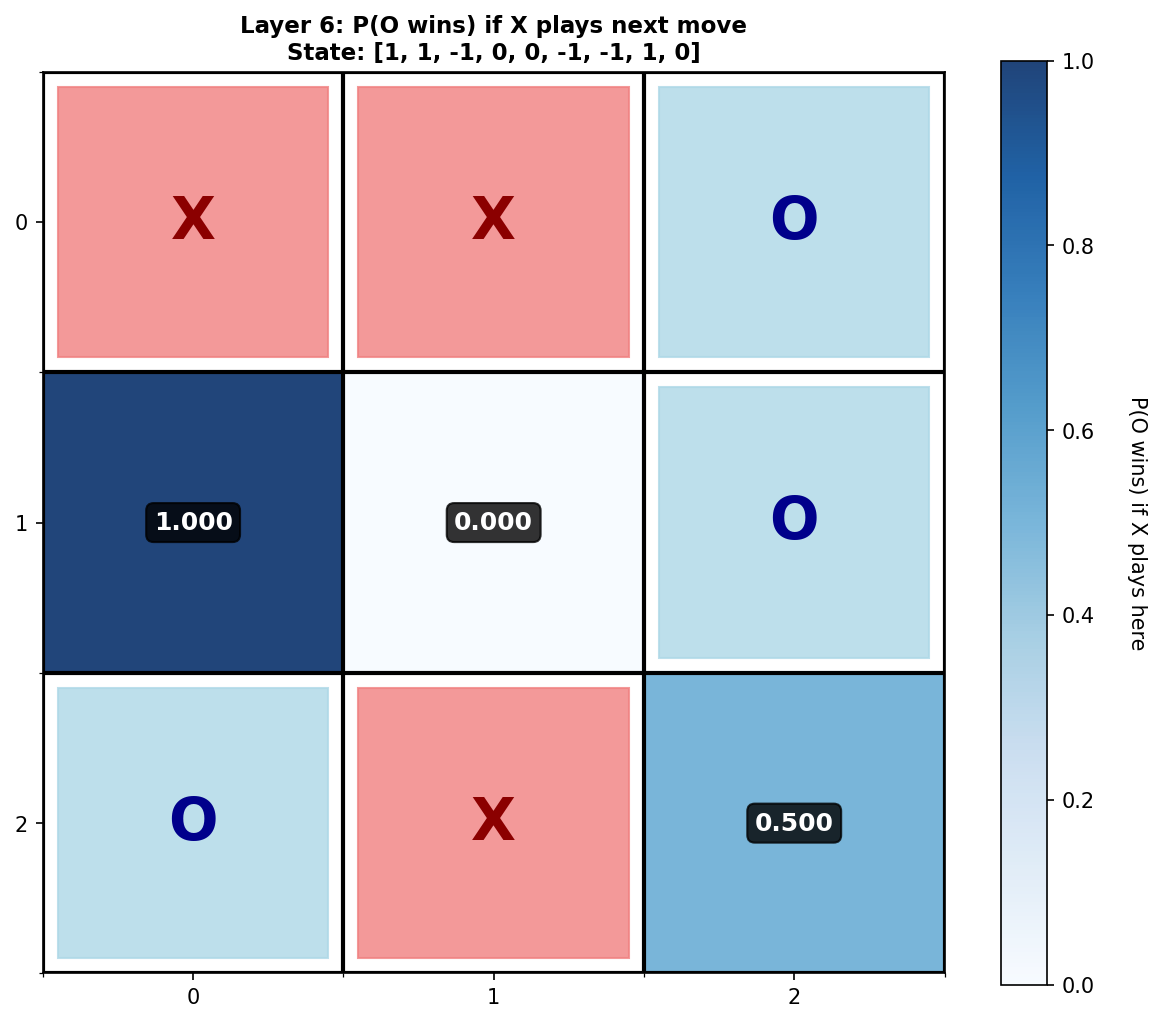 Layer 6: P(O wins) if X plays next move
State: [1, 1, -1, 0, 0, -1, -1, 1, 0]
X X O
1.000 0.000 O
O X 0.500
0
1
2
0 1 2
1.0
0.8
0.6
0.4
0.2
0.0
P(O wins) if X plays here